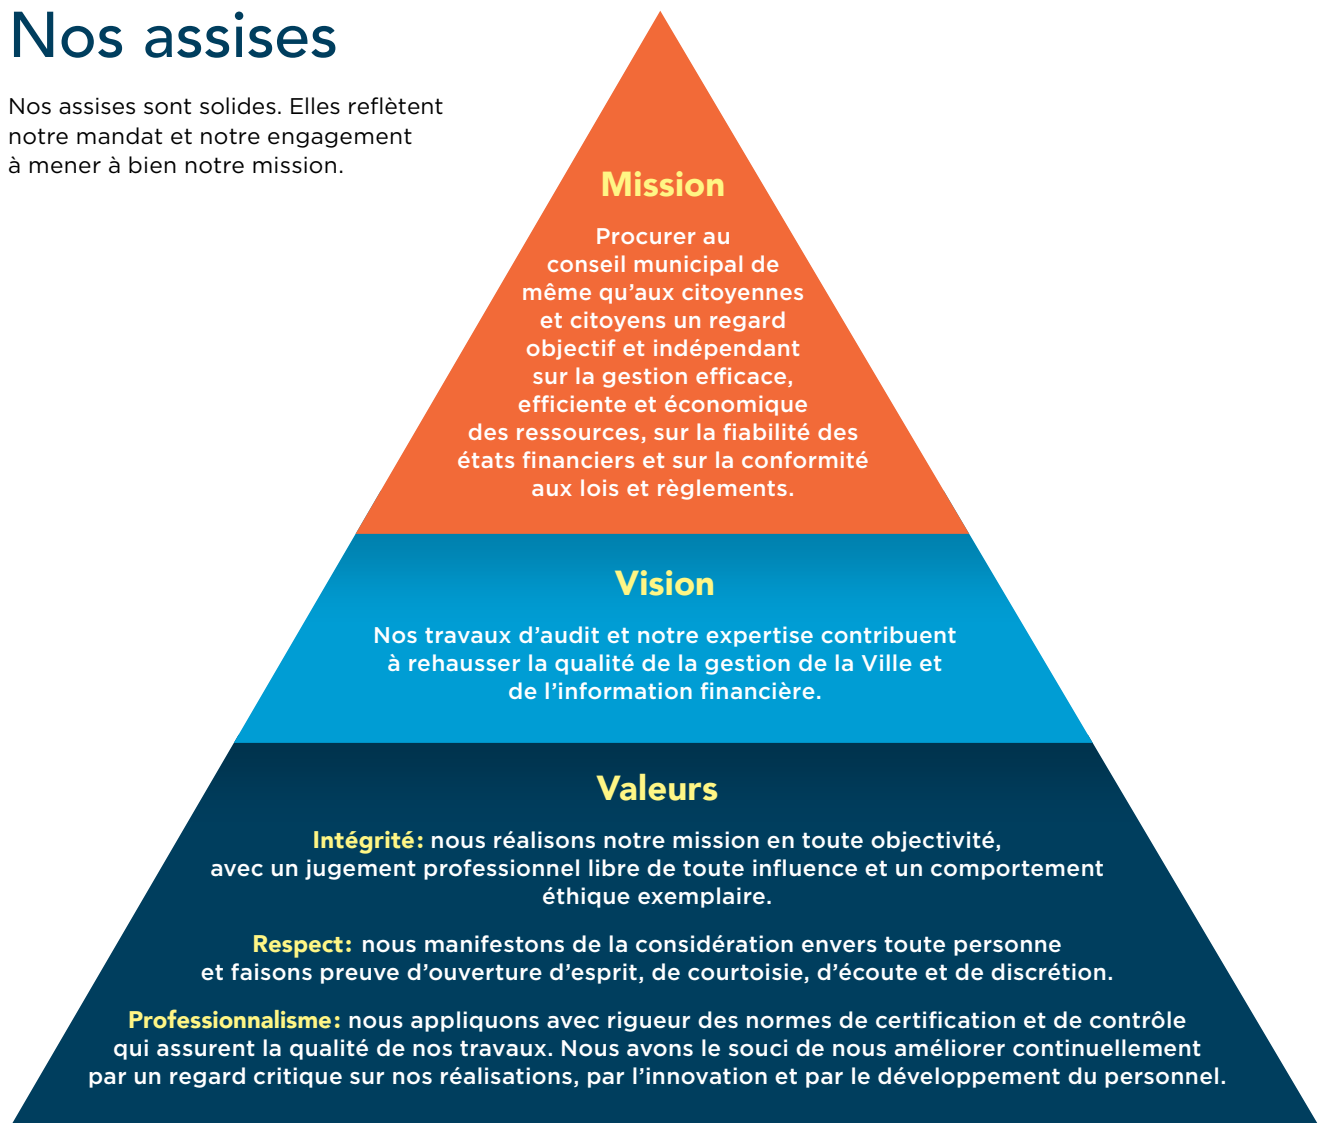 Nos assises
Nos assises sont solides. Elles reflètent
notre mandat et notre engagement
à mener à bien notre mission.
Mission
Procurer au
conseil municipal de
même qu’aux citoyennes
et citoyens un regard
objectif et indépendant
sur la gestion efficace,
efficiente et économique
des ressources, sur la fiabilité des
états financiers et sur la conformité
aux lois et règlements.
Vision
Nos travaux d’audit et notre expertise contribuent
à rehausser la qualité de la gestion de la Ville et
de l’information financière.
Valeurs
Intégrité : nous réalisons notre mission en toute objectivité,
avec un jugement professionnel libre de toute influence et un comportement
éthique exemplaire.
Respect : nous manifestons de la considération envers toute personne
et faisons preuve d’ouverture d’esprit, de courtoisie, d’écoute et de discrétion.
Professionnalisme : nous appliquons avec rigueur des normes de certification et de contrôle
qui assurent la qualité de nos travaux. Nous avons le souci de nous améliorer continuellement
par un regard critique sur nos réalisations, par l’innovation et par le développement du personnel.